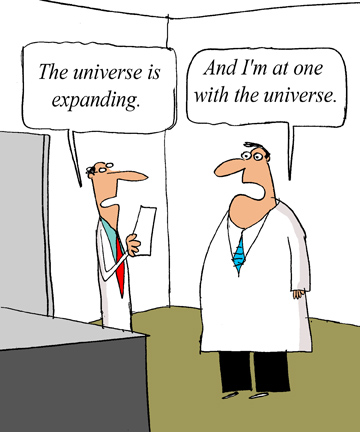 The universe is
expanding.
And I'm at one
with the universe.